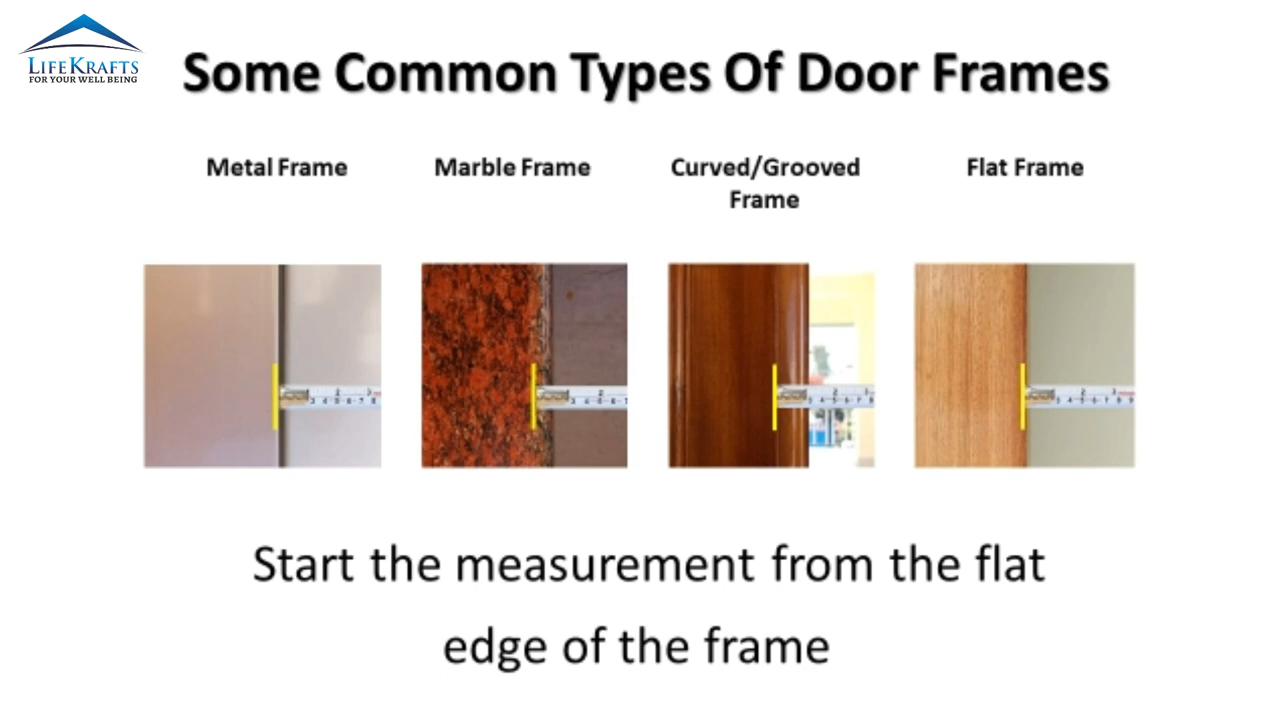 LIFEKRAFTS
FOR YOUR WELL BEING
Some Common Types Of Door Frames
Metal Frame
Marble Frame
Curved/Grooved
Frame
Flat Frame
Start the measurement from the flat
edge of the frame